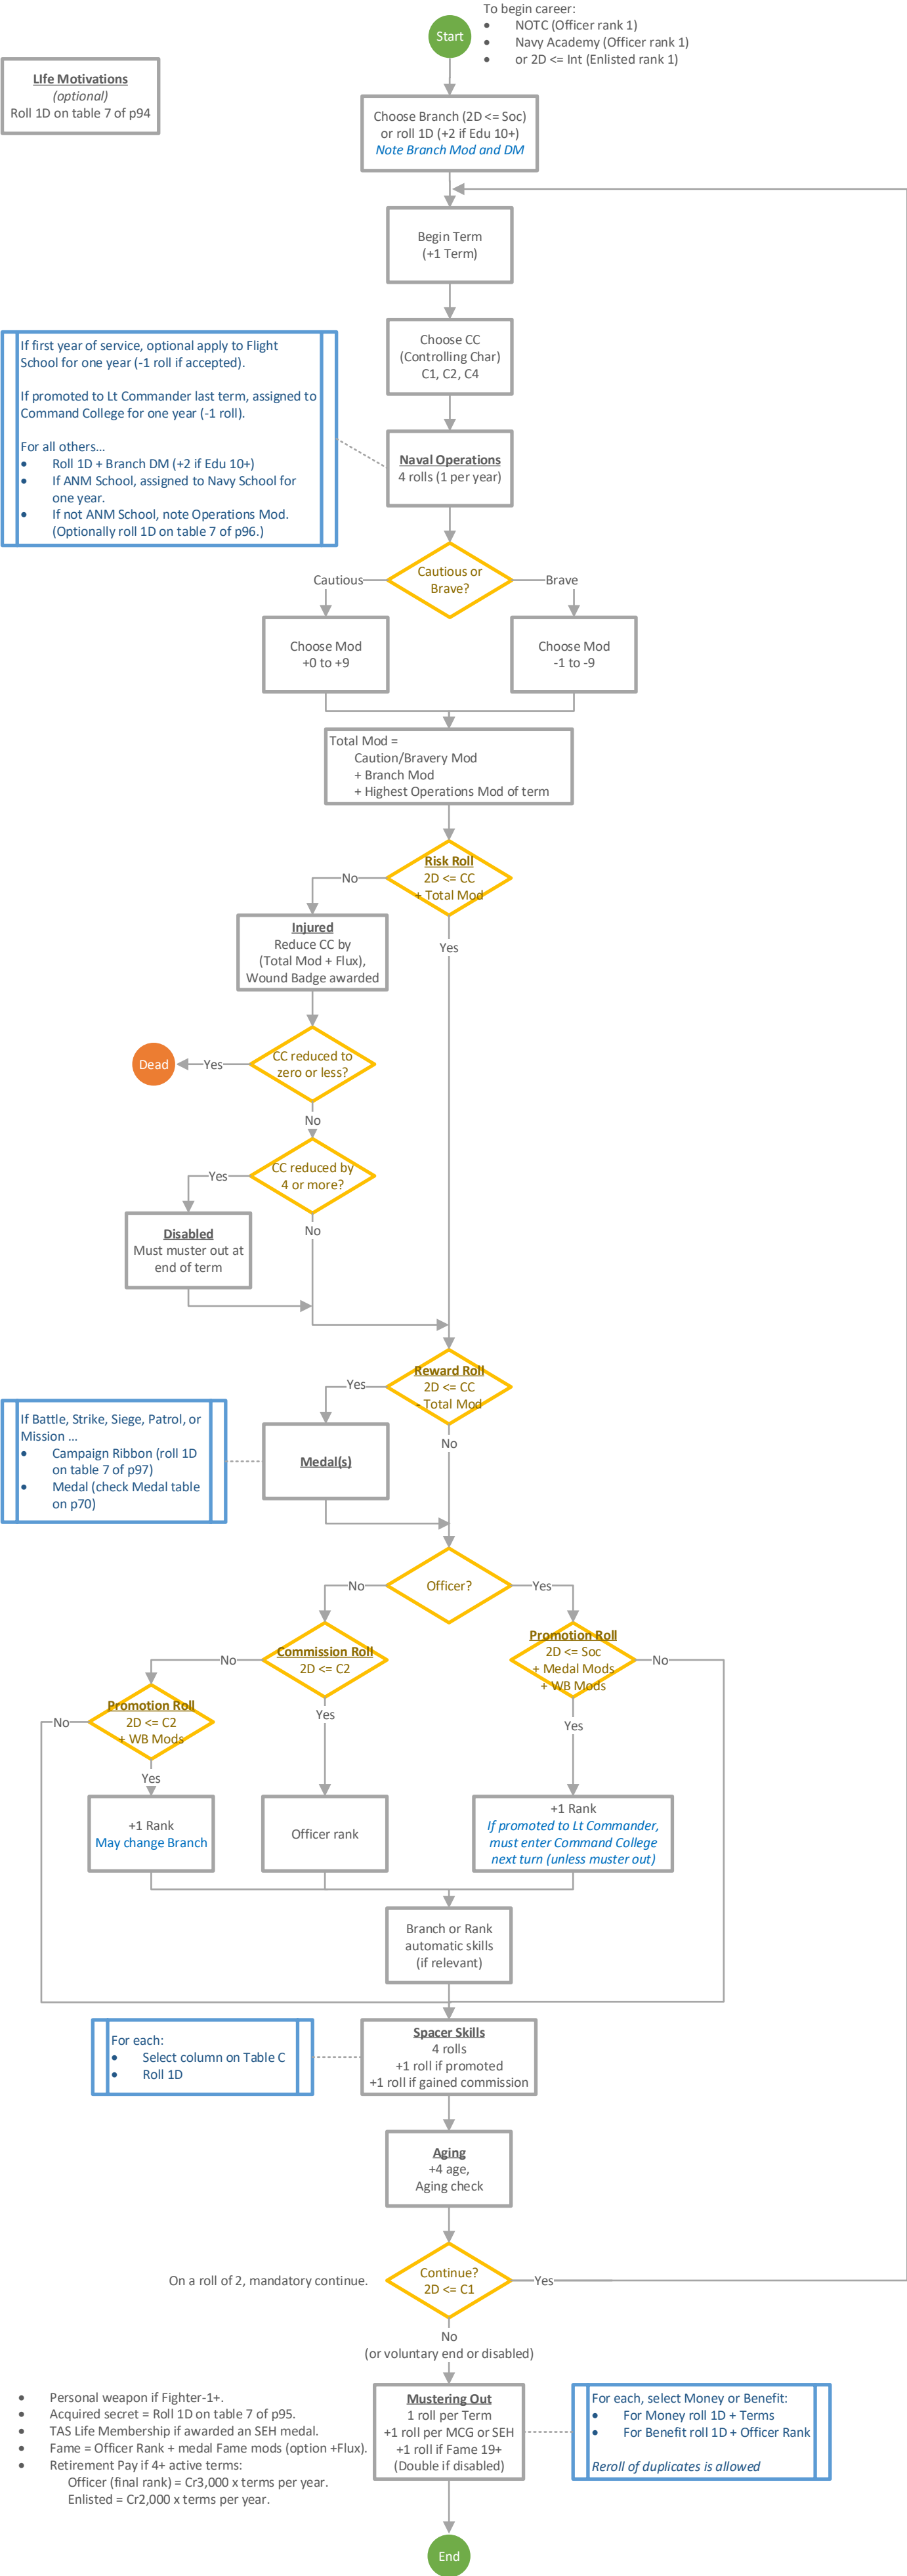 To begin career:
Start
• NOTC (Officer rank 1)
• Navy Academy (Officer rank 1)
• or 2D <= Int (Enlisted rank 1)
LIfe Motivations
(optional)
Roll 1D on table 7 of p94
Choose Branch (2D <= Soc)
or roll 1D (+2 if Edu 10+)
Note Branch Mod and DM
Begin Term
(+1 Term)
Choose CC
(Controlling Char)
C1, C2, C4
If first year of service, optional apply to Flight
School for one year (-1 roll if accepted).
If promoted to Lt Commander last term, assigned to
Command College for one year (-1 roll).
For all others...
• Roll 1D + Branch DM (+2 if Edu 10+)
• If ANM School, assigned to Navy School for
one year.
• If not ANM School, note Operations Mod.
(Optionally roll 1D on table 7 of p96.)
Naval Operations
4 rolls (1 per year)
Cautious or
Brave?
Cautious
Brave
Choose Mod
+0 to +9
Choose Mod
-1 to -9
Total Mod =
Caution/Bravery Mod
+ Branch Mod
+ Highest Operations Mod of term
Risk Roll
2D <= CC
+ Total Mod
No
Yes
Injured
Reduce CC by
(Total Mod + Flux),
Wound Badge awarded
CC reduced to
zero or less?
Yes
Dead
No
CC reduced by
4 or more?
Yes
No
Disabled
Must muster out at
end of term
Reward Roll
2D <= CC
- Total Mod
Yes
No
If Battle, Strike, Siege, Patrol, or
Mission ...
• Campaign Ribbon (roll 1D
on table 7 of p97)
• Medal (check Medal table
on p70)
Medal(s)
Officer?
No
Yes
Commission Roll
2D <= C2
No
Yes
Promotion Roll
2D <= Soc
+ Medal Mods
+ WB Mods
No
Yes
Promotion Roll
2D <= C2
+ WB Mods
No
Yes
+1 Rank
May change Branch
Officer rank
+1 Rank
If promoted to Lt Commander,
must enter Command College
next turn (unless muster out)
Branch or Rank
automatic skills
(if relevant)
For each:
• Select column on Table C
• Roll 1D
Spacer Skills
4 rolls
+1 roll if promoted
+1 roll if gained commission
Aging
+4 age,
Aging check
On a roll of 2, mandatory continue.
Continue?
2D <= C1
Yes
No
(or voluntary end or disabled)
• Personal weapon if Fighter-1+.
• Acquired secret = Roll 1D on table 7 of p95.
• TAS Life Membership if awarded an SEH medal.
• Fame = Officer Rank + medal Fame mods (option +Flux).
• Retirement Pay if 4+ active terms:
Officer (final rank) = Cr3,000 x terms per year.
Enlisted = Cr2,000 x terms per year.
Mustering Out
1 roll per Term
+1 roll per MCG or SEH
+1 roll if Fame 19+
(Double if disabled)
For each, select Money or Benefit:
• For Money roll 1D + Terms
• For Benefit roll 1D + Officer Rank
Reroll of duplicates is allowed
End